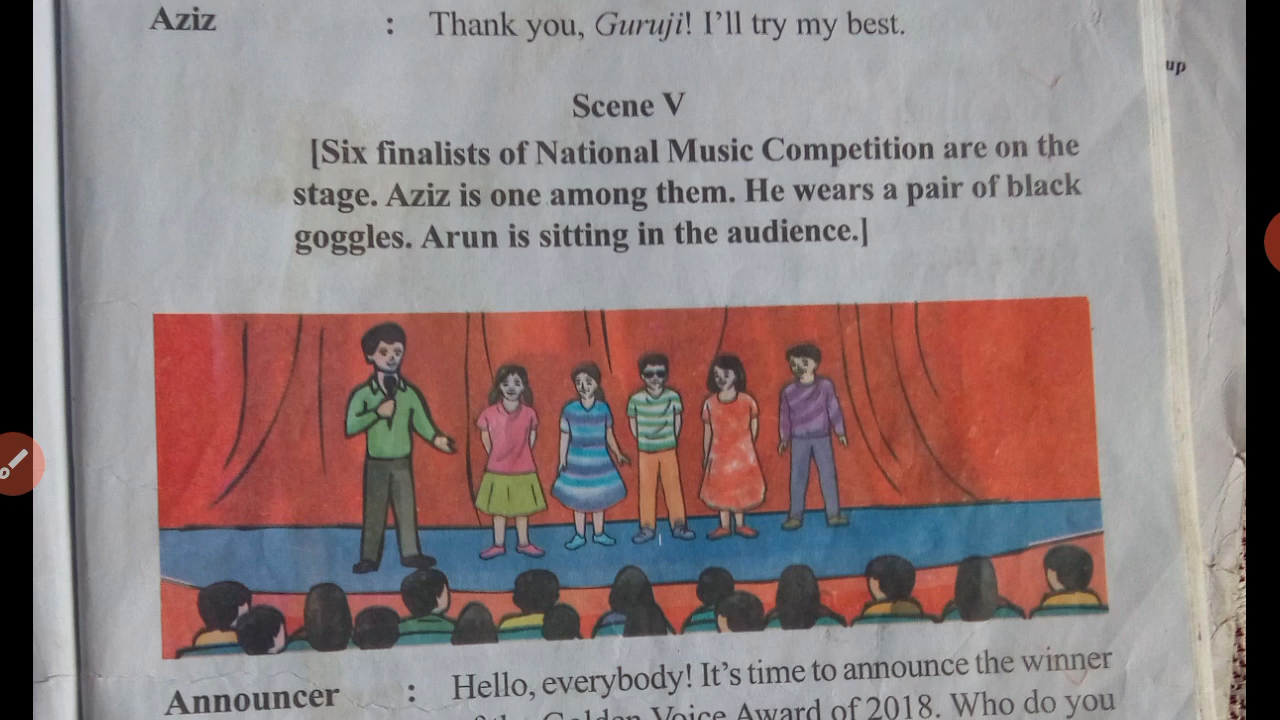 Aziz : Thank you, Guruji! I'll try my best.
up
Scene V
[Six finalists of National Music Competition are on the
stage. Aziz is one among them. He wears a pair of black
goggles. Arun is sitting in the audience.]
Announcer : Hello, everybody! It's time to announce the winner
Golden Voice Award of 2018. Who do you